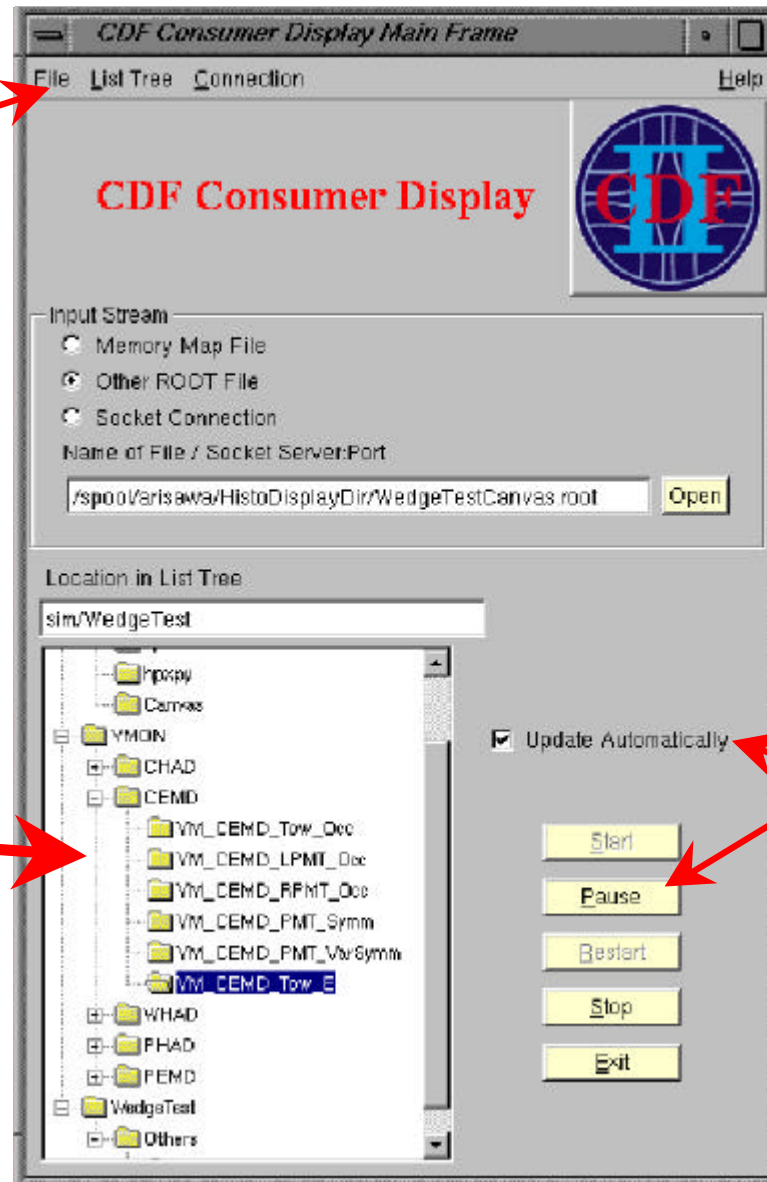 CDF Consumer Display Main Frame
File List Tree Connection Help
CDF Consumer Display
CDF II
Input Stream
Memory Map File
Other ROOT File
Socket Connection
Name of File / Socket Server:Port
/spool/arisawa/HistoDisplayDir/WedgeTestCanvas.root Open
Location in List Tree
sim/WedgeTest
hpxpy
Canvas
YMON
CHAD
CEMD
VM_CEMD_Tow_Occ
VM_CEMD_LPMT_Occ
VM_CEMD_RPMT_Occ
VM_CEMD_PMT_Symm
VM_CEMD_PMT_VtxSymm
VM_CEMD_Tow_E
WHAD
PHAD
PEMD
WedgeTest
Others
Update Automatically
Start
Pause
Restart
Stop
Exit